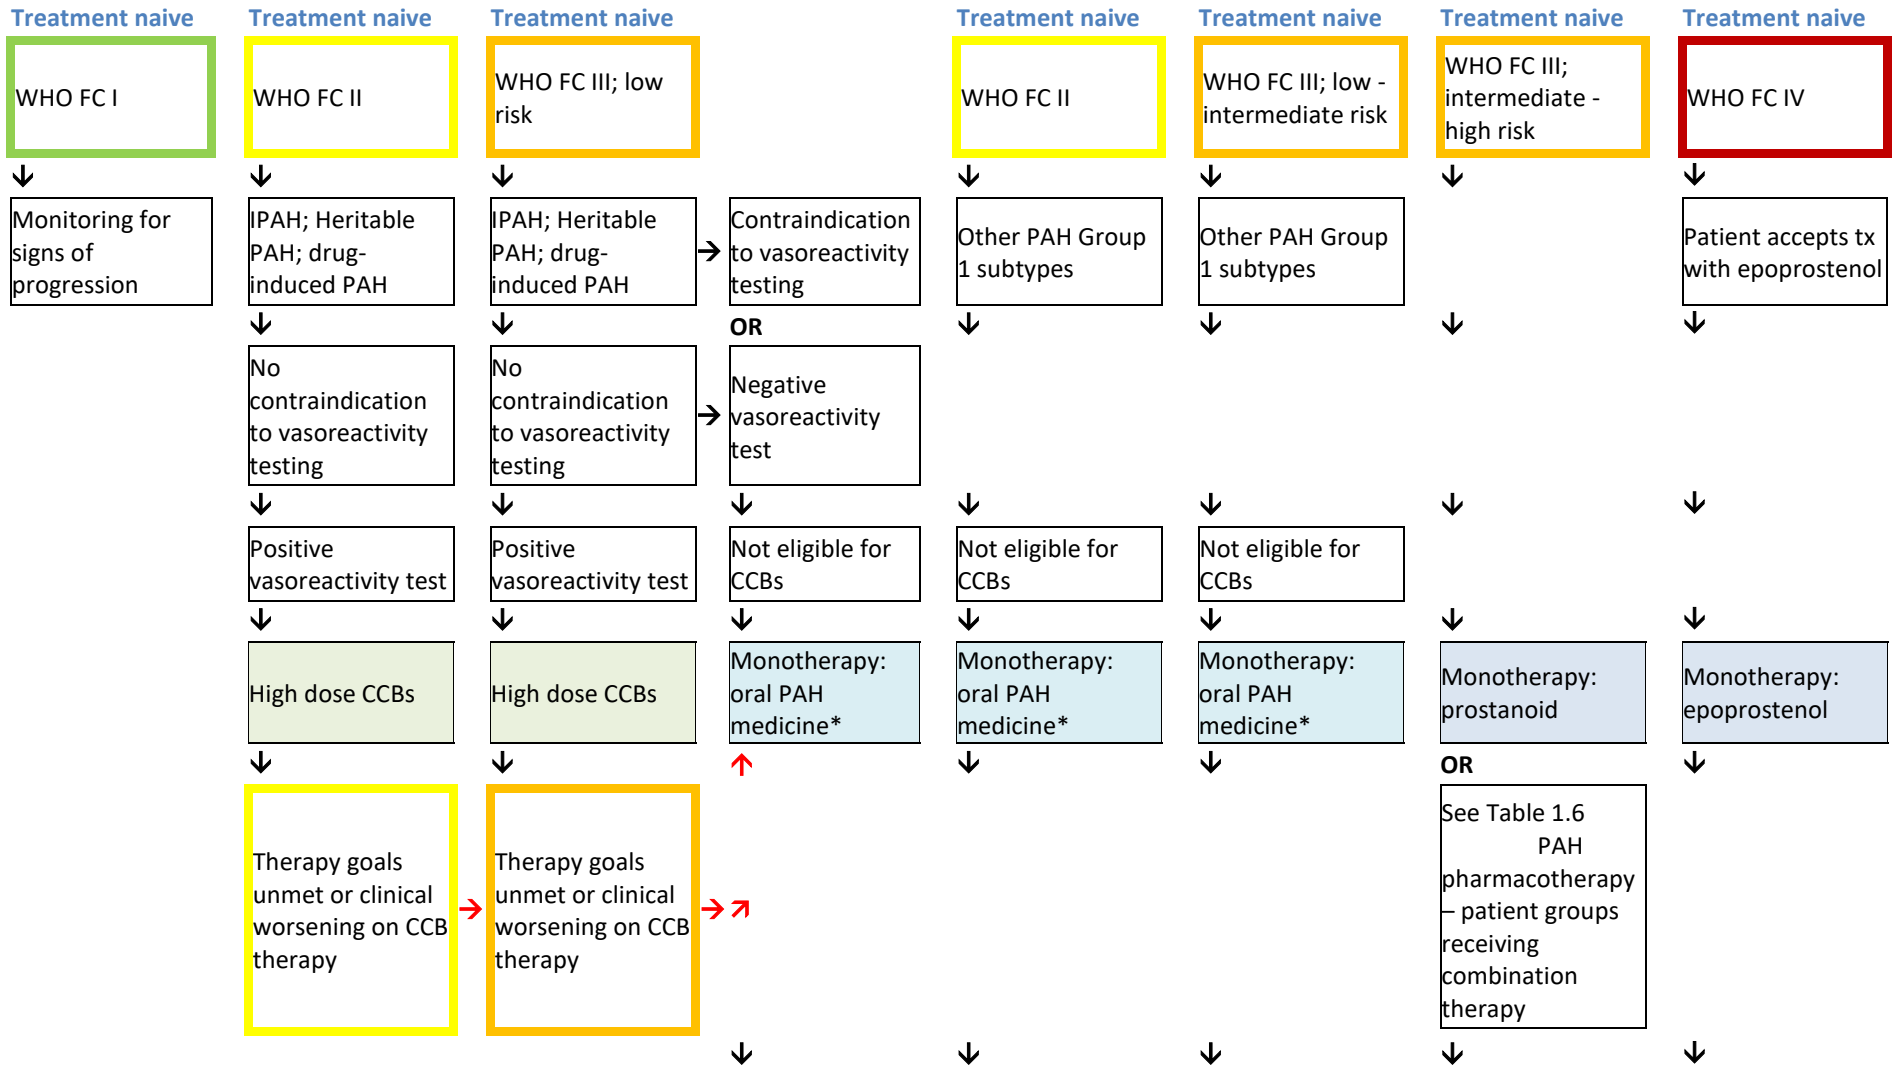 Treatment naive
Treatment naive
Treatment naive
Treatment naive
Treatment naive
Treatment naive
Treatment naive
WHO FC I
WHO FC II
WHO FC III; low
risk
WHO FC II
WHO FC III; low -
intermediate risk
WHO FC III;
intermediate -
high risk
WHO FC IV
Monitoring for
signs of
progression
IPAH; Heritable
PAH; drug-
induced PAH
IPAH; Heritable
PAH; drug-
induced PAH
Contraindication
to vasoreactivity
testing
Other PAH Group
1 subtypes
Other PAH Group
1 subtypes
Patient accepts tx
with epoprostenol
OR
No
contraindication
to vasoreactivity
testing
No
contraindication
to vasoreactivity
testing
Negative
vasoreactivity
test
Positive
vasoreactivity test
Positive
vasoreactivity test
Not eligible for
CCBs
Not eligible for
CCBs
Not eligible for
CCBs
High dose CCBs
High dose CCBs
Monotherapy:
oral PAH
medicine*
Monotherapy:
oral PAH
medicine*
Monotherapy:
oral PAH
medicine*
Monotherapy:
prostanoid
Monotherapy:
epoprostenol
OR
Therapy goals
unmet or clinical
worsening on CCB
therapy
Therapy goals
unmet or clinical
worsening on CCB
therapy
See Table 1.6
PAH
pharmacotherapy
– patient groups
receiving
combination
therapy